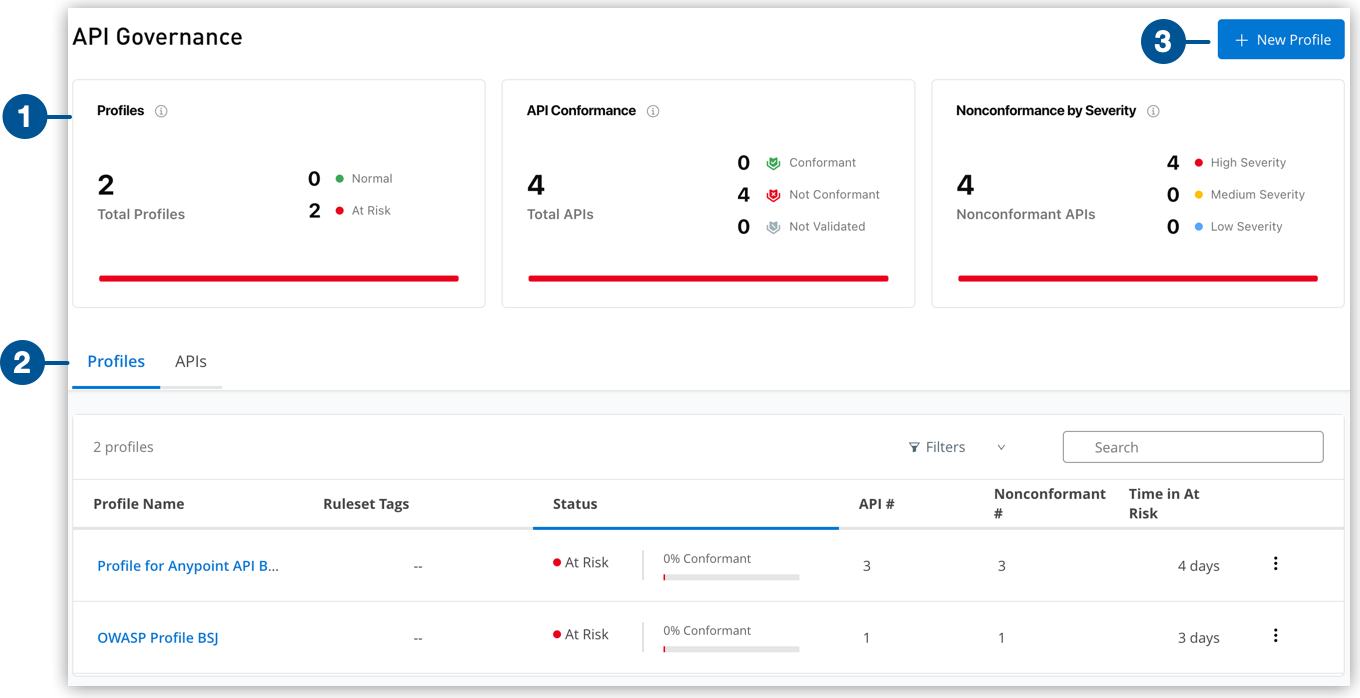 API Governance
3
+ New Profile
1
Profiles
2
Total Profiles
0 Normal
2 At Risk
API Conformance
4
Total APIs
0 Conformant
4 Not Conformant
0 Not Validated
Nonconformance by Severity
4
Nonconformant APIs
4 High Severity
0 Medium Severity
0 Low Severity
2
Profiles APIs
2 profiles Filters Search
Profile Name Ruleset Tags Status API # Nonconformant # Time in At Risk
Profile for Anypoint API B... -- At Risk 0% Conformant 3 3 4 days
OWASP Profile BSJ -- At Risk 0% Conformant 1 1 3 days